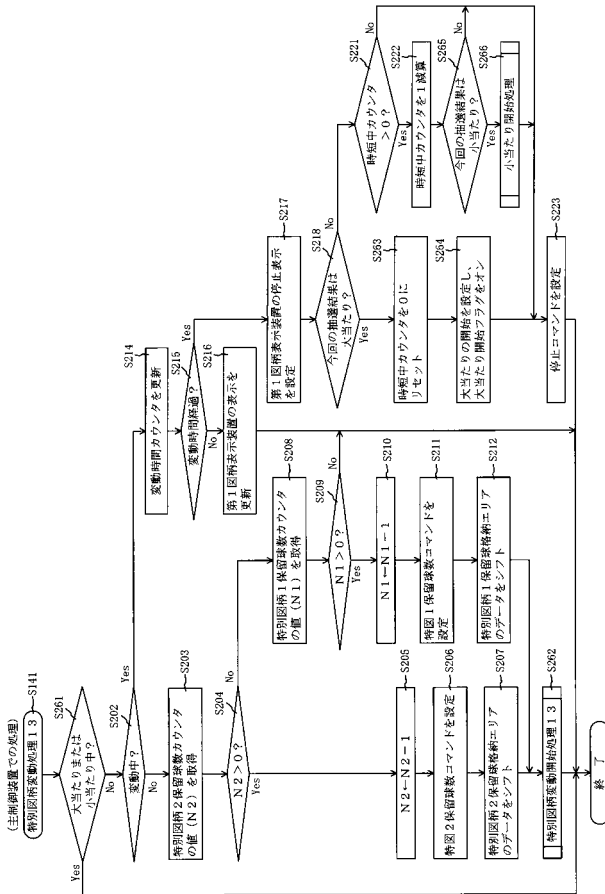 (主制御装置での処理)
特別図柄変動処理13
S141
S261
大当たりまたは
小当たり中?
Yes
No
S202
変動中?
Yes
No
S203
特別図柄2保留球数カウンタ
の値(N2)を取得
S204
N2>0?
No
Yes
S205
N2←N2-1
S206
特図2保留球数コマンドを設定
S207
特別図柄2保留球格納エリア
のデータをシフト
S262
特別図柄変動開始処理13
終了
S208
特別図柄1保留球数カウンタ
の値(N1)を取得
S209
N1>0?
No
Yes
S210
N1←N1-1
S211
特図1保留球数コマンドを
設定
S212
特別図柄1保留球格納エリア
のデータをシフト
S214
変動時間カウンタを更新
S215
変動時間経過?
Yes
No
S216
第1図柄表示装置の表示を
更新
S217
第1図柄表示装置の停止表示
を設定
S218
今回の抽選結果は
大当たり?
No
Yes
S263
時短中カウンタを0に
リセット
S264
大当たりの開始を設定し、
大当たり開始フラグをオン
S223
停止コマンドを設定
S221
時短中カウンタ
>0?
No
Yes
S222
時短中カウンタを1減算
S265
今回の抽選結果は
小当たり?
No
Yes
S266
小当たり開始処理